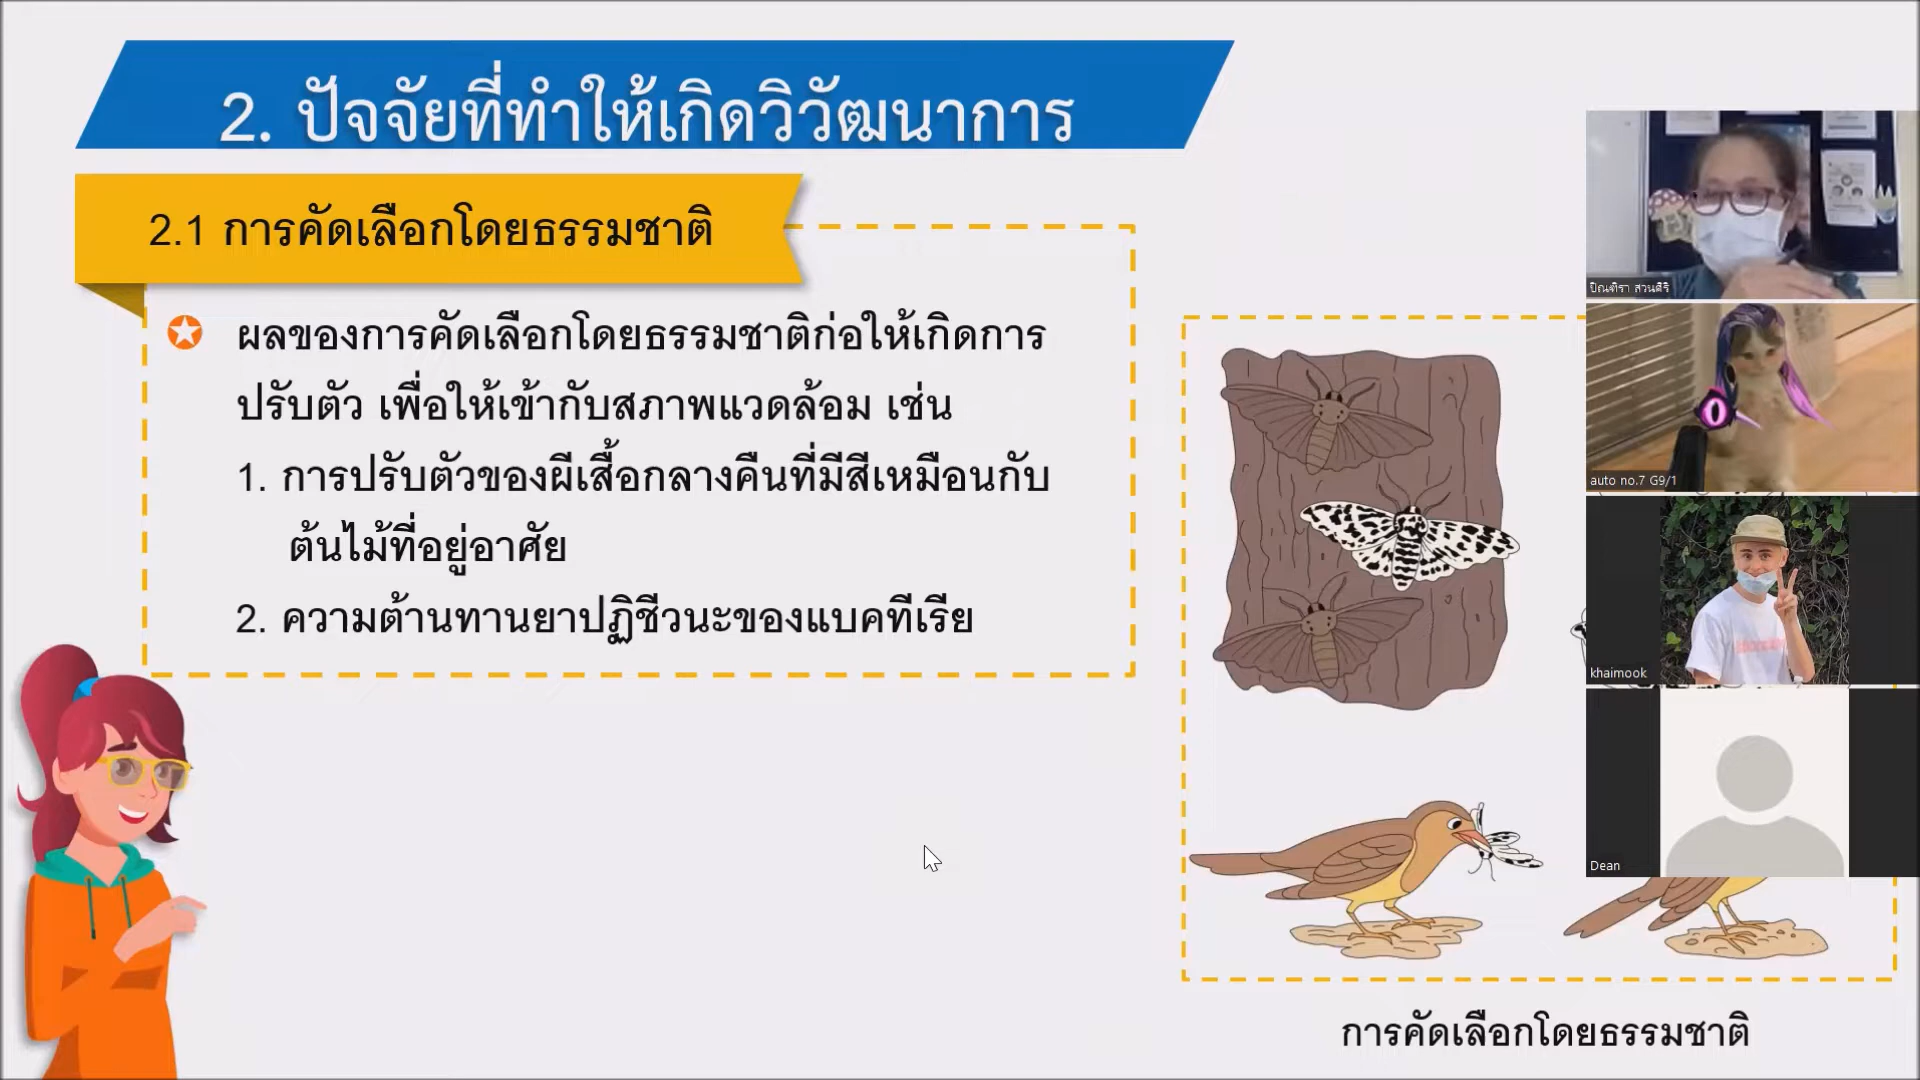 2. ปัจจัยที่ทำให้เกิดวิวัฒนาการ
2.1 การคัดเลือกโดยธรรมชาติ
ผลของการคัดเลือกโดยธรรมชาติก่อให้เกิดการ
ปรับตัว เพื่อให้เข้ากับสภาพแวดล้อม เช่น
1. การปรับตัวของผีเสื้อกลางคืนที่มีสีเหมือนกับ
ต้นไม้ที่อยู่อาศัย
2. ความต้านทานยาปฏิชีวนะของแบคทีเรีย
การคัดเลือกโดยธรรมชาติ
ปิณฑิรา สวนดีริ
auto no.7 G9/1
khaimook
Dean